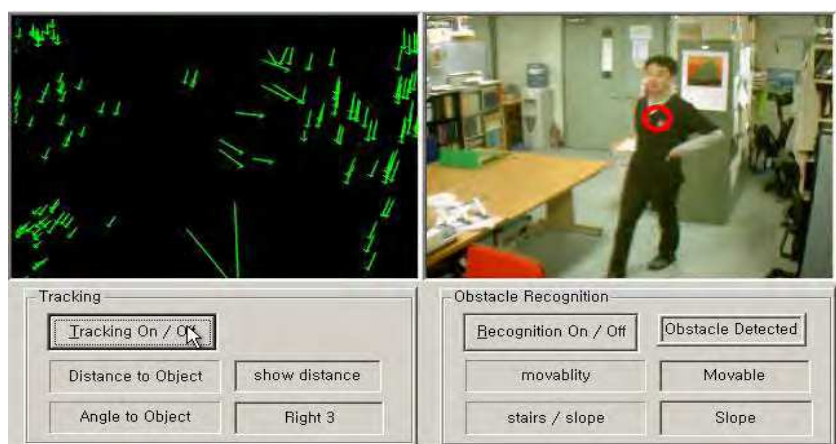 Tracking
Tracking On / O
Distance to Object
show distance
Angle to Object
Right 3
Obstacle Recognition
Recognition On / Off
Obstacle Detected
movablity
Movable
stairs / slope
Slope